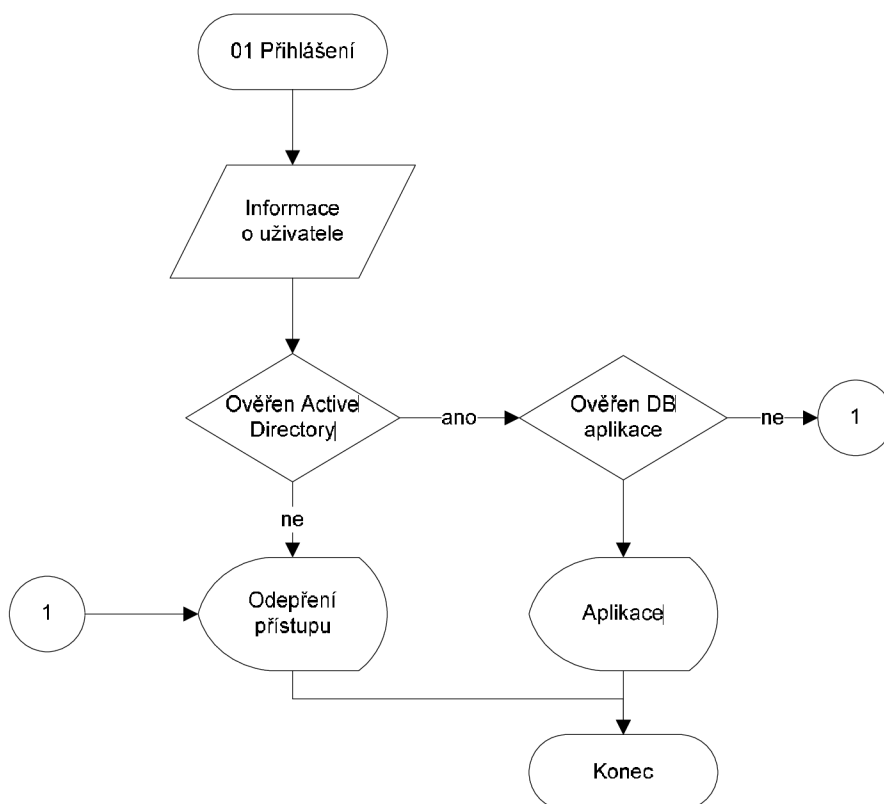 01 Přihlášení
Informace
o uživatele
Ověřen Active
Directory
ano
Ověřen DB
aplikace
ne
1
ne
1
Odepření
přístupu
Aplikace
Konec